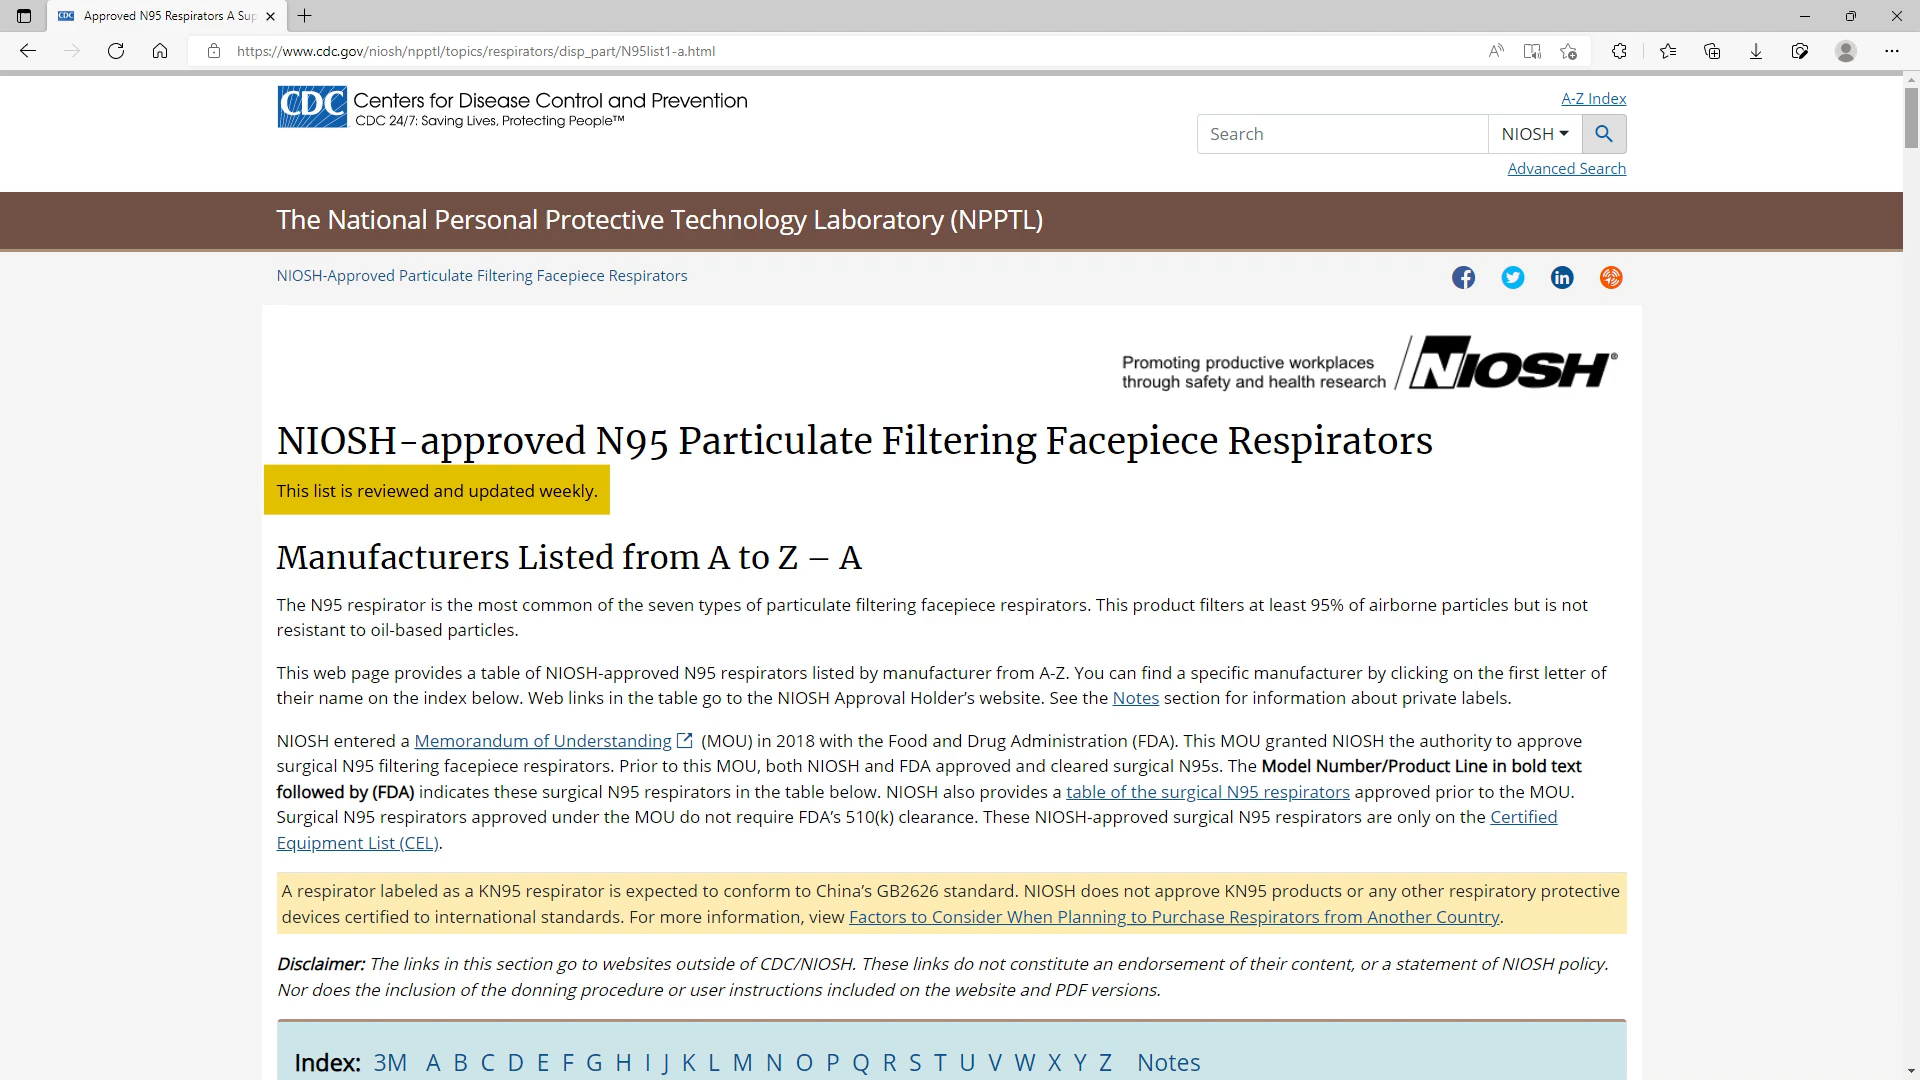 Approved N95 Respirators A Sup
https://www.cdc.gov/niosh/npptl/topics/respirators/disp_part/N95list1-a.html
CDC Centers for Disease Control and Prevention
CDC 24/7: Saving Lives, Protecting People™
A-Z Index
Search NIOSH
Advanced Search
The National Personal Protective Technology Laboratory (NPPTL)
NIOSH-Approved Particulate Filtering Facepiece Respirators
Promoting productive workplaces
through safety and health research
NIOSH®
NIOSH-approved N95 Particulate Filtering Facepiece Respirators
This list is reviewed and updated weekly.
Manufacturers Listed from A to Z – A
The N95 respirator is the most common of the seven types of particulate filtering facepiece respirators. This product filters at least 95% of airborne particles but is not
resistant to oil-based particles.
This web page provides a table of NIOSH-approved N95 respirators listed by manufacturer from A-Z. You can find a specific manufacturer by clicking on the first letter of
their name on the index below. Web links in the table go to the NIOSH Approval Holder’s website. See the Notes section for information about private labels.
NIOSH entered a Memorandum of Understanding (MOU) in 2018 with the Food and Drug Administration (FDA). This MOU granted NIOSH the authority to approve
surgical N95 filtering facepiece respirators. Prior to this MOU, both NIOSH and FDA approved and cleared surgical N95s. The Model Number/Product Line in bold text
followed by (FDA) indicates these surgical N95 respirators in the table below. NIOSH also provides a table of the surgical N95 respirators approved prior to the MOU.
Surgical N95 respirators approved under the MOU do not require FDA’s 510(k) clearance. These NIOSH-approved surgical N95 respirators are only on the Certified
Equipment List (CEL).
A respirator labeled as a KN95 respirator is expected to conform to China’s GB2626 standard. NIOSH does not approve KN95 products or any other respiratory protective
devices certified to international standards. For more information, view Factors to Consider When Planning to Purchase Respirators from Another Country.
Disclaimer: The links in this section go to websites outside of CDC/NIOSH. These links do not constitute an endorsement of their content, or a statement of NIOSH policy.
Nor does the inclusion of the donning procedure or user instructions included on the website and PDF versions.
Index: 3M A B C D E F G H I J K L M N O P Q R S T U V W X Y Z Notes